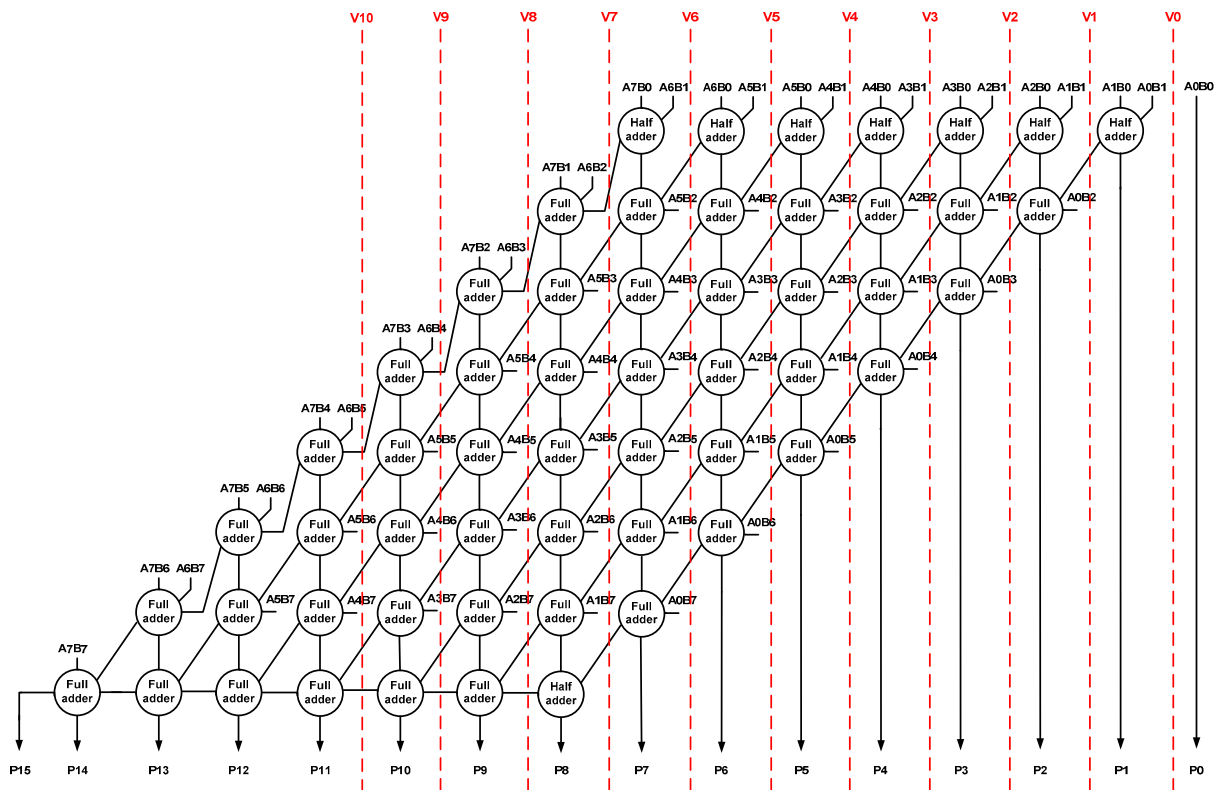 V10 V9 V8 V7 V6 V5 V4 V3 V2 V1 V0
A7B0 A6B1 A6B0 A5B1 A5B0 A4B1 A4B0 A3B1 A3B0 A2B1 A2B0 A1B1 A1B0 A0B1 A0B0
Half adder Half adder Half adder Half adder Half adder Half adder Half adder
A7B1 A6B2
Full adder Full adder A5B2 Full adder A4B2 Full adder A3B2 Full adder A2B2 Full adder A1B2 Full adder A0B2
A7B2 A6B3
Full adder Full adder A5B3 Full adder A4B3 Full adder A3B3 Full adder A2B3 Full adder A1B3 Full adder A0B3
A7B3 A6B4
Full adder Full adder A5B4 Full adder A4B4 Full adder A3B4 Full adder A2B4 Full adder A1B4 Full adder A0B4
A7B4 A6B5
Full adder Full adder A5B5 Full adder A4B5 Full adder A3B5 Full adder A2B5 Full adder A1B5 Full adder A0B5
A7B5 A6B6
Full adder Full adder A5B6 Full adder A4B6 Full adder A3B6 Full adder A2B6 Full adder A1B6 Full adder A0B6
A7B6 A6B7
Full adder Full adder A5B7 Full adder A4B7 Full adder A3B7 Full adder A2B7 Full adder A1B7 Full adder A0B7
A7B7
Full adder Full adder Full adder Full adder Full adder Full adder Half adder
P15 P14 P13 P12 P11 P10 P9 P8 P7 P6 P5 P4 P3 P2 P1 P0